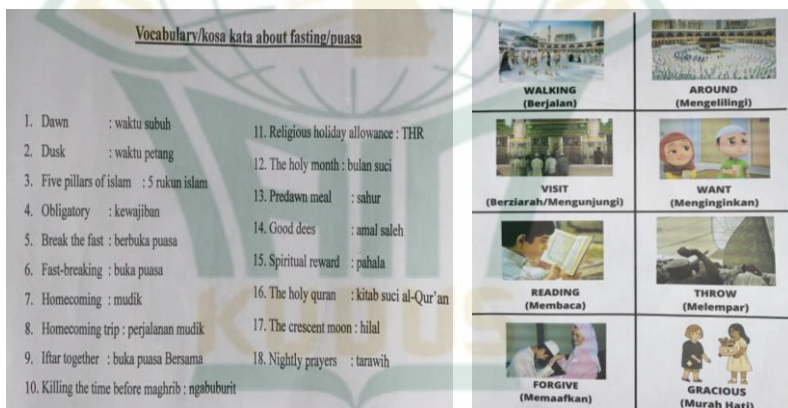 Vocabulary/kosa kata about fasting/puasa
1. Dawn : waktu subuh
2. Dusk : waktu petang
3. Five pillars of islam : 5 rukun islam
4. Obligatory : kewajiban
5. Break the fast : berbuka puasa
6. Fast-breaking : buka puasa
7. Homecoming : mudik
8. Homecoming trip : perjalanan mudik
9. Iftar together : buka puasa Bersama
10. Killing the time before maghrib : ngabuburit
11. Religious holiday allowance : THR
12. The holy month : bulan suci
13. Predawn meal : sahur
14. Good dees : amal saleh
15. Spiritual reward : pahala
16. The holy quran : kitab suci al-Qur'an
17. The crescent moon : hilal
18. Nightly prayers : tarawih
WALKING
(Berjalan)
AROUND
(Mengelilingi)
VISIT
(Berziarah/Mengunjungi)
WANT
(Menginginkan)
READING
(Membaca)
THROW
(Melempar)
FORGIVE
(Memaafkan)
GRACIOUS
(Murah Hati)
KUDUS